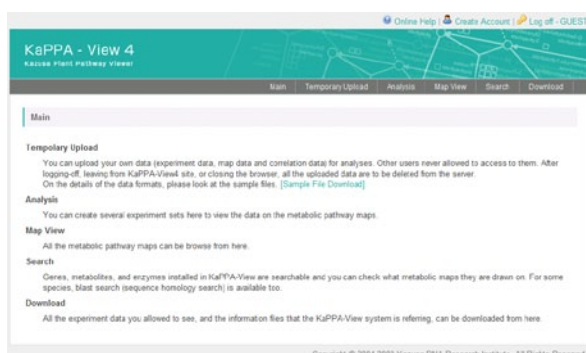 Online Help | Create Account | Log off - GUEST
KaPPA - View 4
Kazusa Plant Pathway Viewer
Main | Temporary Upload | Analysis | Map View | Search | Download
Main
Tempolary Upload
You can upload your own data (experiment data, map data and correlation data) for analyses. Other users never allowed to access to them. After
logging-off, leaving from KaPPA-View4 site, or closing the browser, all the uploaded data are to be deleted from the server.
On the details of the data formats, please look at the sample files. [Sample File Download]
Analysis
You can create several experiment sets here to view the data on the metabolic pathway maps.
Map View
All the metabolic pathway maps can be browse from here.
Search
Genes, metabolites, and enzymes installed in KaPPA-View are searchable and you can check what metabolic maps they are drawn on. For some
species, blast search (sequence homology search) is available too.
Download
All the experiment data you allowed to see, and the information files that the KaPPA-View system is referring, can be downloaded from here.